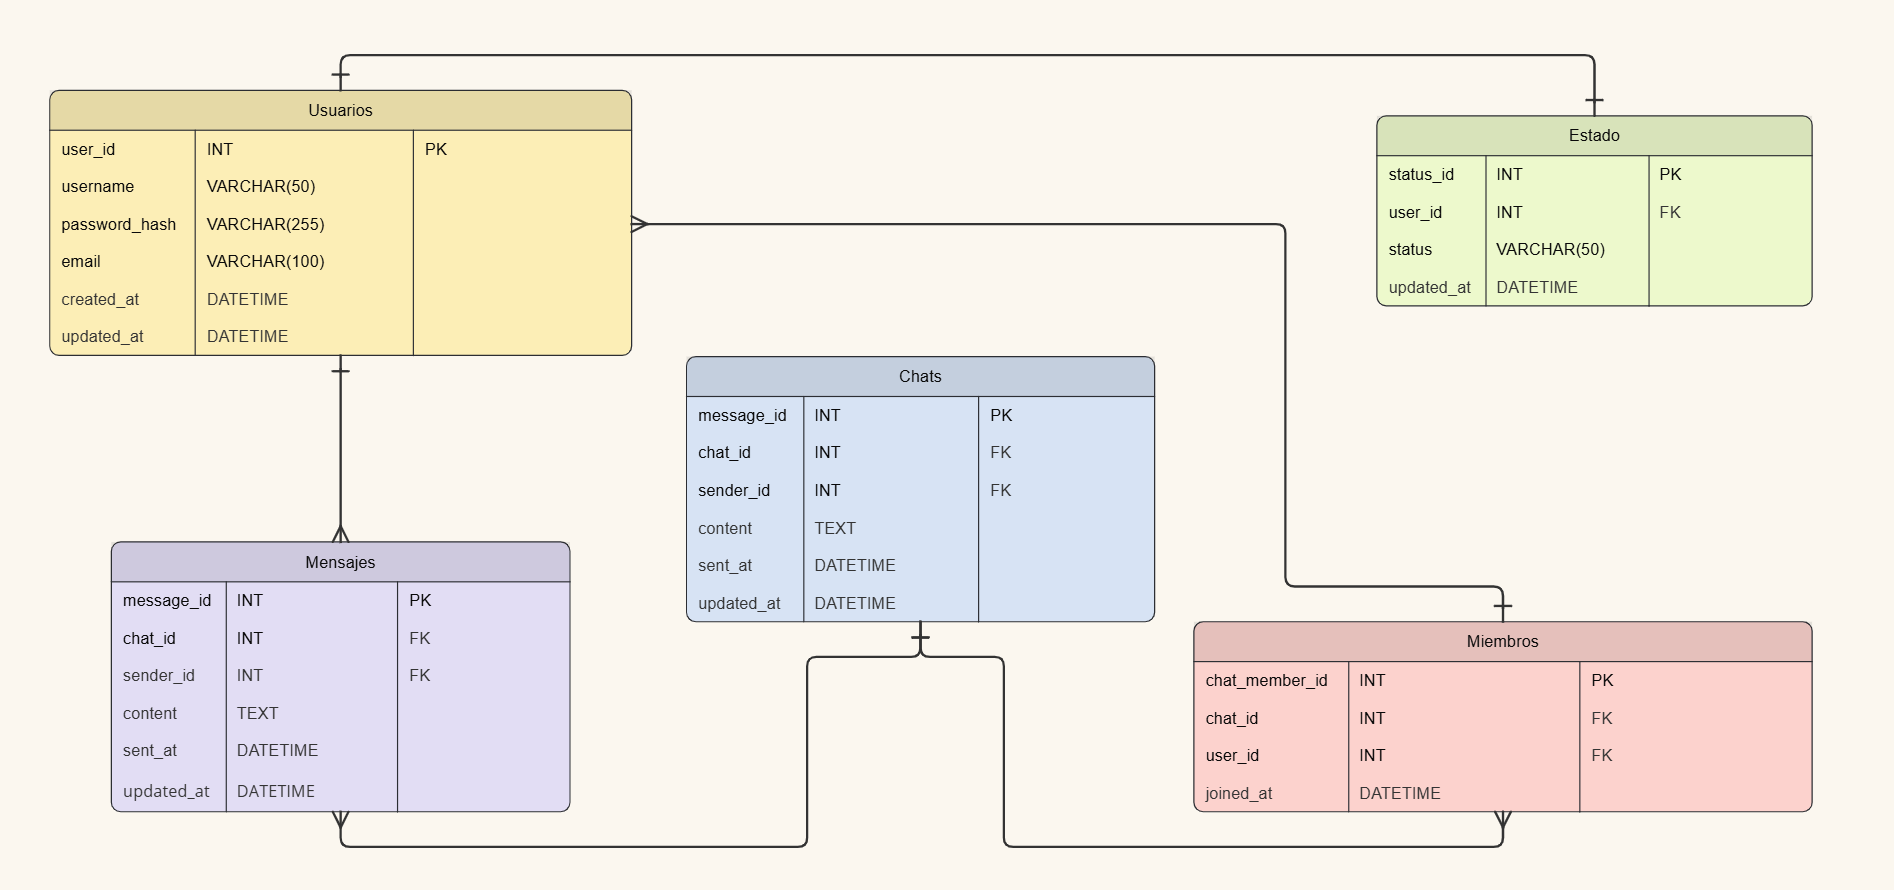 Usuarios
user_id INT PK
username VARCHAR(50)
password_hash VARCHAR(255)
email VARCHAR(100)
created_at DATETIME
updated_at DATETIME
Estado
status_id INT PK
user_id INT FK
status VARCHAR(50)
updated_at DATETIME
Chats
message_id INT PK
chat_id INT FK
sender_id INT FK
content TEXT
sent_at DATETIME
updated_at DATETIME
Mensajes
message_id INT PK
chat_id INT FK
sender_id INT FK
content TEXT
sent_at DATETIME
updated_at DATETIME
Miembros
chat_member_id INT PK
chat_id INT FK
user_id INT FK
joined_at DATETIME